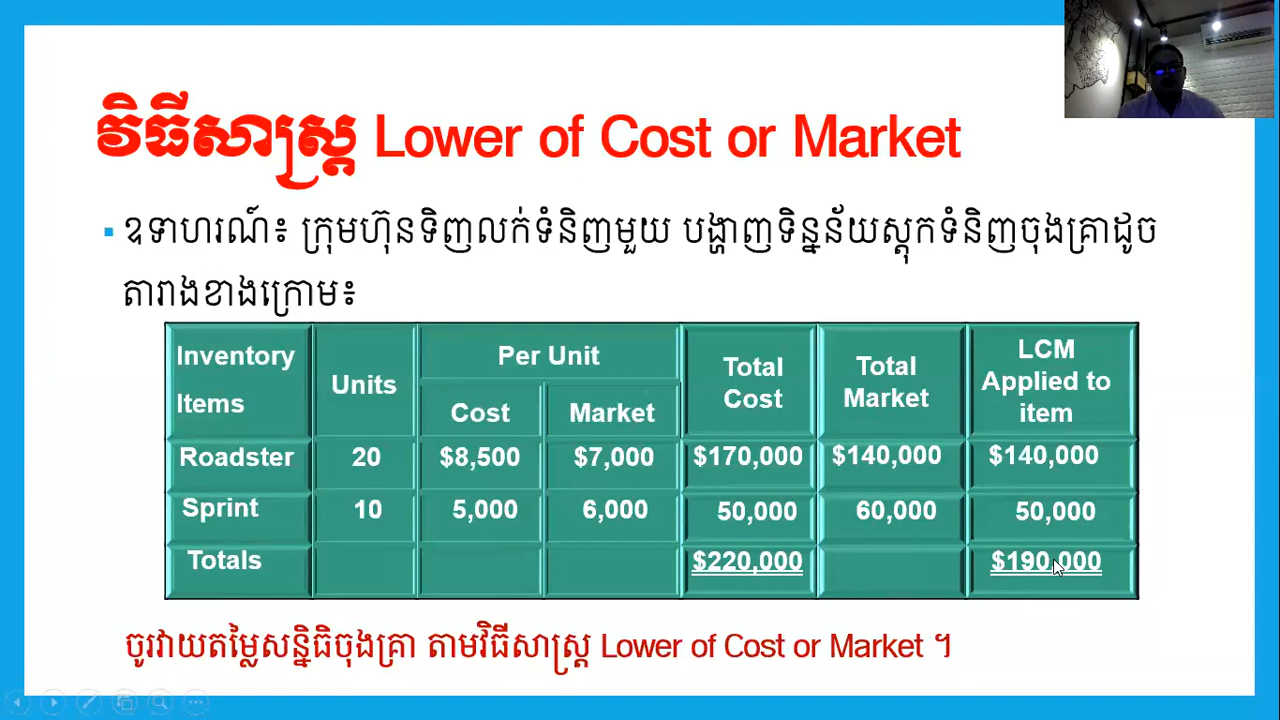 វិធីសាស្ត្រ Lower of Cost or Market
▪ ឧទាហរណ៍៖ ក្រុមហ៊ុនទិញលក់ទំនិញមួយ បង្ហាញទិន្នន័យស្តុកទំនិញចុងគ្រាដូច
តារាងខាងក្រោម៖
Inventory Items Units Per Unit Total Cost Total Market LCM Applied to item
Cost Market
Roadster 20 $8,500 $7,000 $170,000 $140,000 $140,000
Sprint 10 5,000 6,000 50,000 60,000 50,000
Totals $220,000 $190,000
ចូរវាយតម្លៃសន្និធិចុងគ្រា តាមវិធីសាស្ត្រ Lower of Cost or Market ។